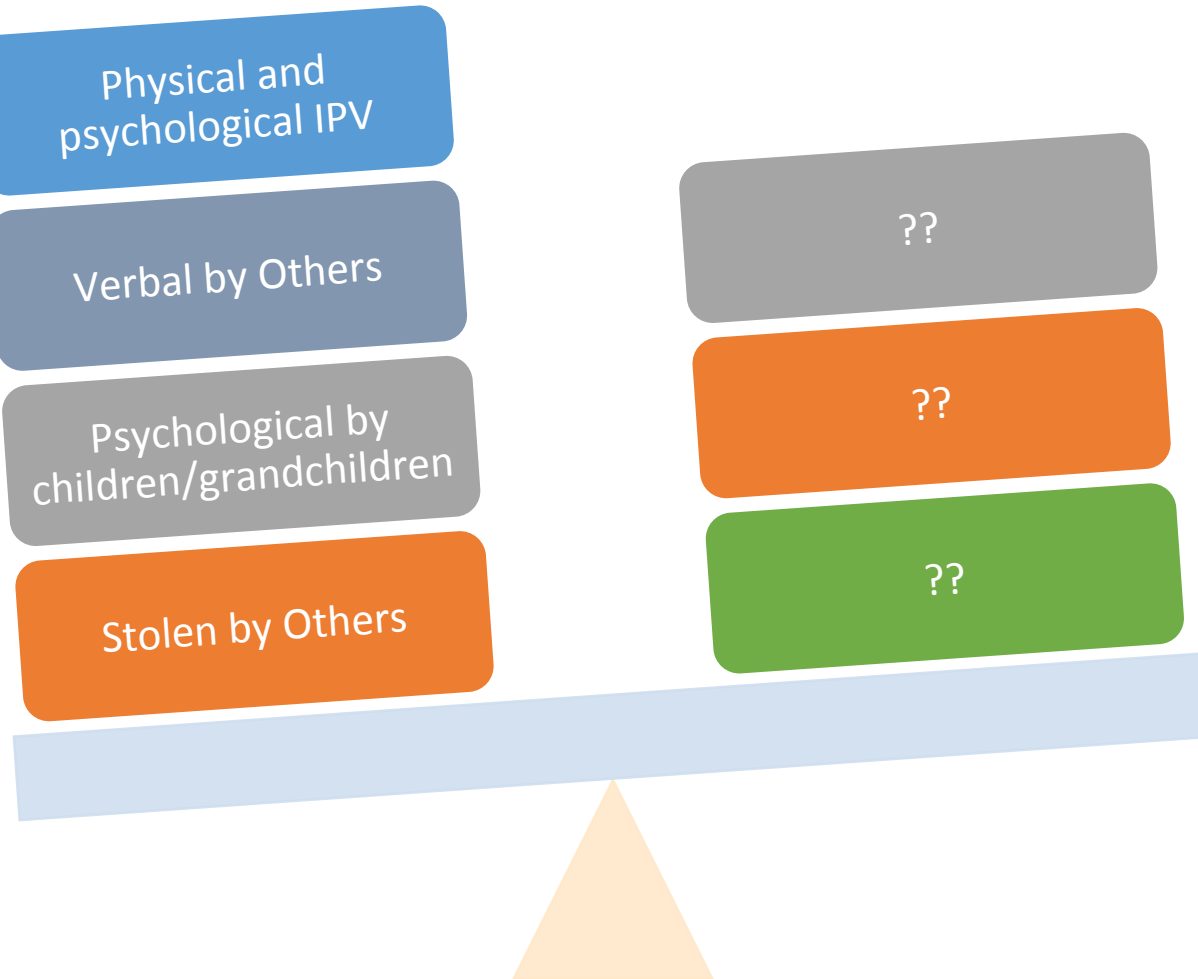 Physical and
psychological IPV
Verbal by Others
Psychological by
children/grandchildren
Stolen by Others
??
??
??